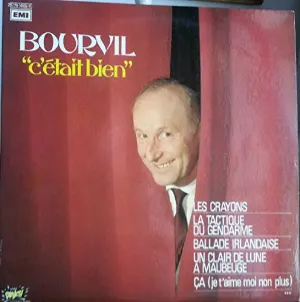 EMI
BOURVIL
"c'était bien"
LES CRAYONS
LA TACTIQUE
DU GENDARME
BALLADE IRLANDAISE
UN CLAIR DE LUNE
A MAUBEUGE
ÇA (je t'aime moi non plus)